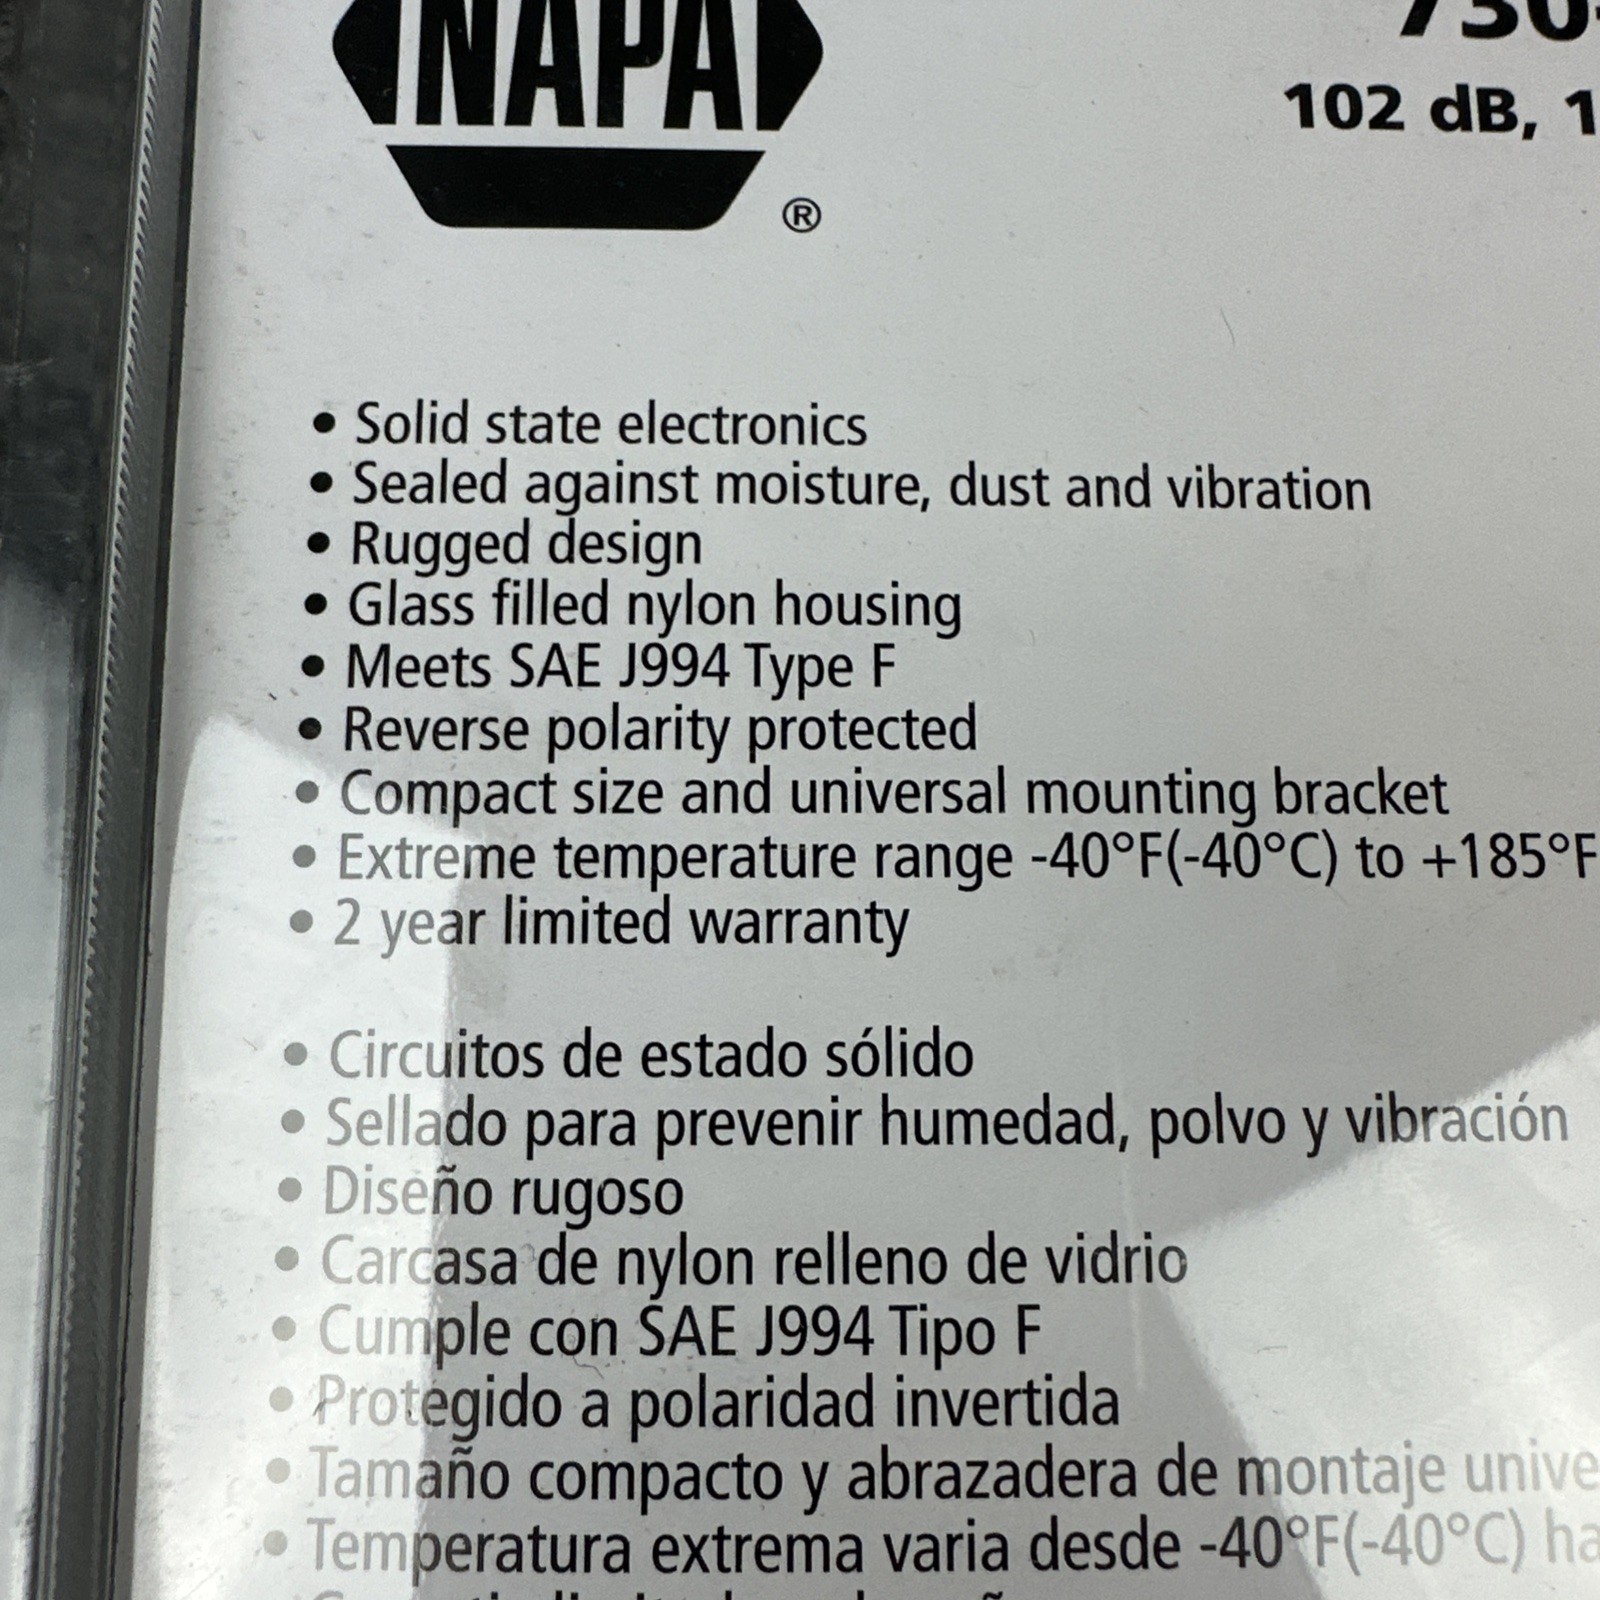 NAPA
®
730-
102 dB, 1
• Solid state electronics
• Sealed against moisture, dust and vibration
• Rugged design
• Glass filled nylon housing
• Meets SAE J994 Type F
• Reverse polarity protected
• Compact size and universal mounting bracket
• Extreme temperature range -40°F(-40°C) to +185°F
• 2 year limited warranty
• Circuitos de estado sólido
• Sellado para prevenir humedad, polvo y vibración
• Diseño rugoso
• Carcasa de nylon relleno de vidrio
• Cumple con SAE J994 Tipo F
• Protegido a polaridad invertida
• Tamaño compacto y abrazadera de montaje unive
• Temperatura extrema varia desde -40°F(-40°C) ha